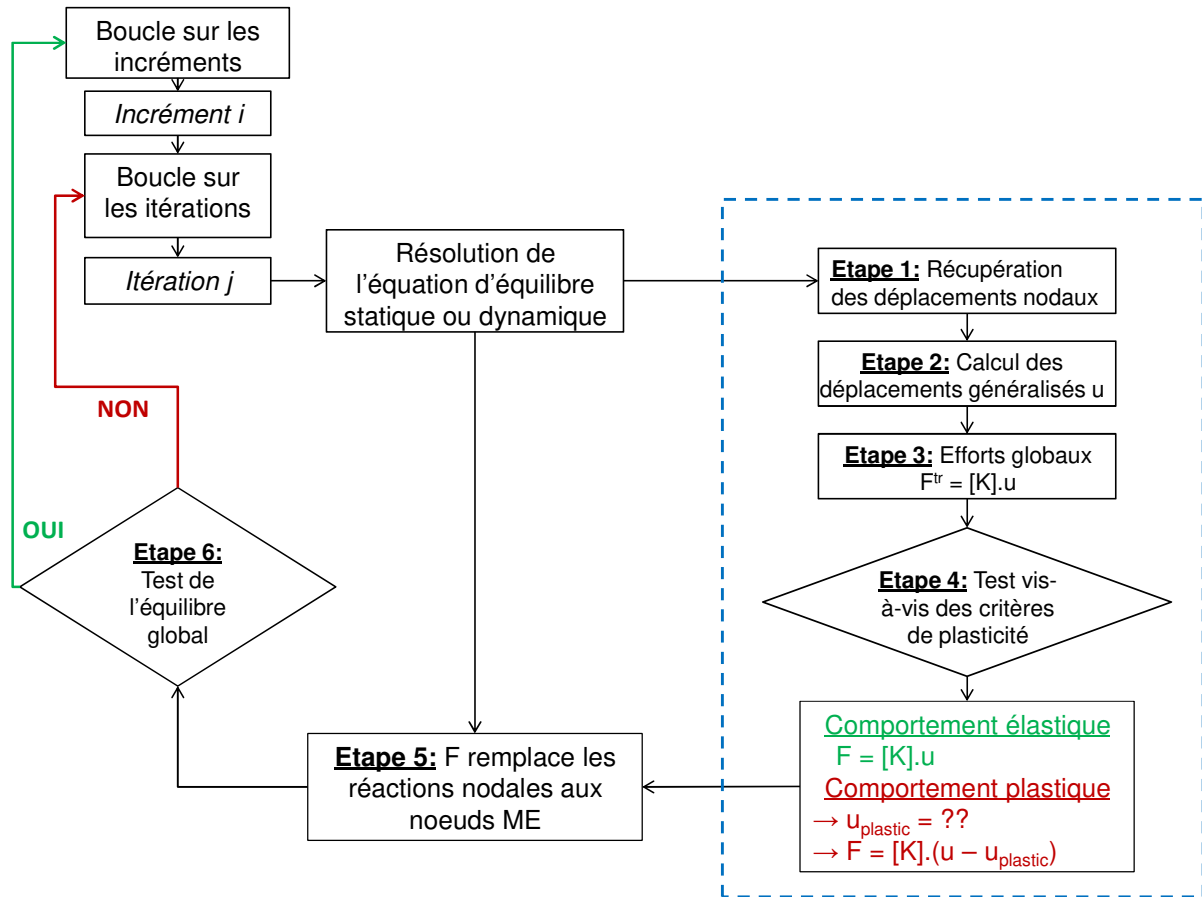 Boucle sur les
incréments
Incrément i
Boucle sur
les itérations
Itération j
Résolution de
l'équation d'équilibre
statique ou dynamique
Etape 1: Récupération
des déplacements nodaux
Etape 2: Calcul des
déplacements généralisés u
Etape 3: Efforts globaux
Fᵗʳ = [K].u
Etape 4: Test vis-
à-vis des critères
de plasticité
Comportement élastique
F = [K].u
Comportement plastique
→ u_plastic = ??
→ F = [K].(u – u_plastic)
Etape 5: F remplace les
réactions nodales aux
noeuds ME
Etape 6:
Test de
l'équilibre
global
OUI
NON